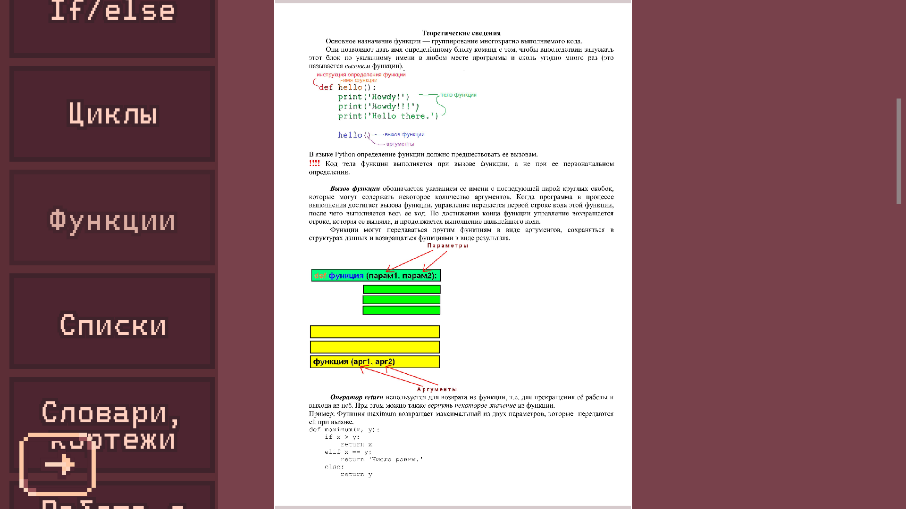 If/else
Циклы
Функции
Списки
Словари,
кортежи
Теоретические сведения
Основное назначение функции — группирование многократно выполняемого кода.
Они позволяют дать имя определённому блоку команд с тем, чтобы впоследствии запускать
этот блок по указанному имени в любом месте программы и сколь угодно много раз (это
называется вызовом функции).
инструкция определения функции
имя функции
def hello():
print('Howdy!')
тело функции
print('Howdy!!!')
print('Hello there.')
hello()
вызов функции
аргументы
В языке Python определение функции должно предшествовать её вызовам.
!!!! Код тела функции выполняется при вызове функции, а не при ее первоначальном
определении.
Вызов функции обозначается указанием ее имени с последующей парой круглых скобок,
которые могут содержать некоторое количество аргументов. Когда программа в процессе
выполнения достигает вызова функции, управление передается первой строке кода этой функции,
после чего выполняется весь ее код. По достижении конца функции управление возвращается
строке, которая ее вызвала, и продолжается выполнение дальнейшего кода.
Функции могут передаваться другим функциям в виде аргументов, сохраняться в
структурах данных и возвращаться функциями в виде результатов.
Параметры
def функция (парам1, парам2):
функция (арг1, арг2)
Аргументы
Оператор return используется для возврата из функции, т.е. для прекращения её работы и
выхода из неё. При этом можно также вернуть некоторое значение из функции.
Пример: Функция maximum возвращает максимальный из двух параметров, которые передаются
ей при вызове.
def maximum(x, y):
if x > y:
return x
elif x == y:
return 'Числа равны.'
else:
return y